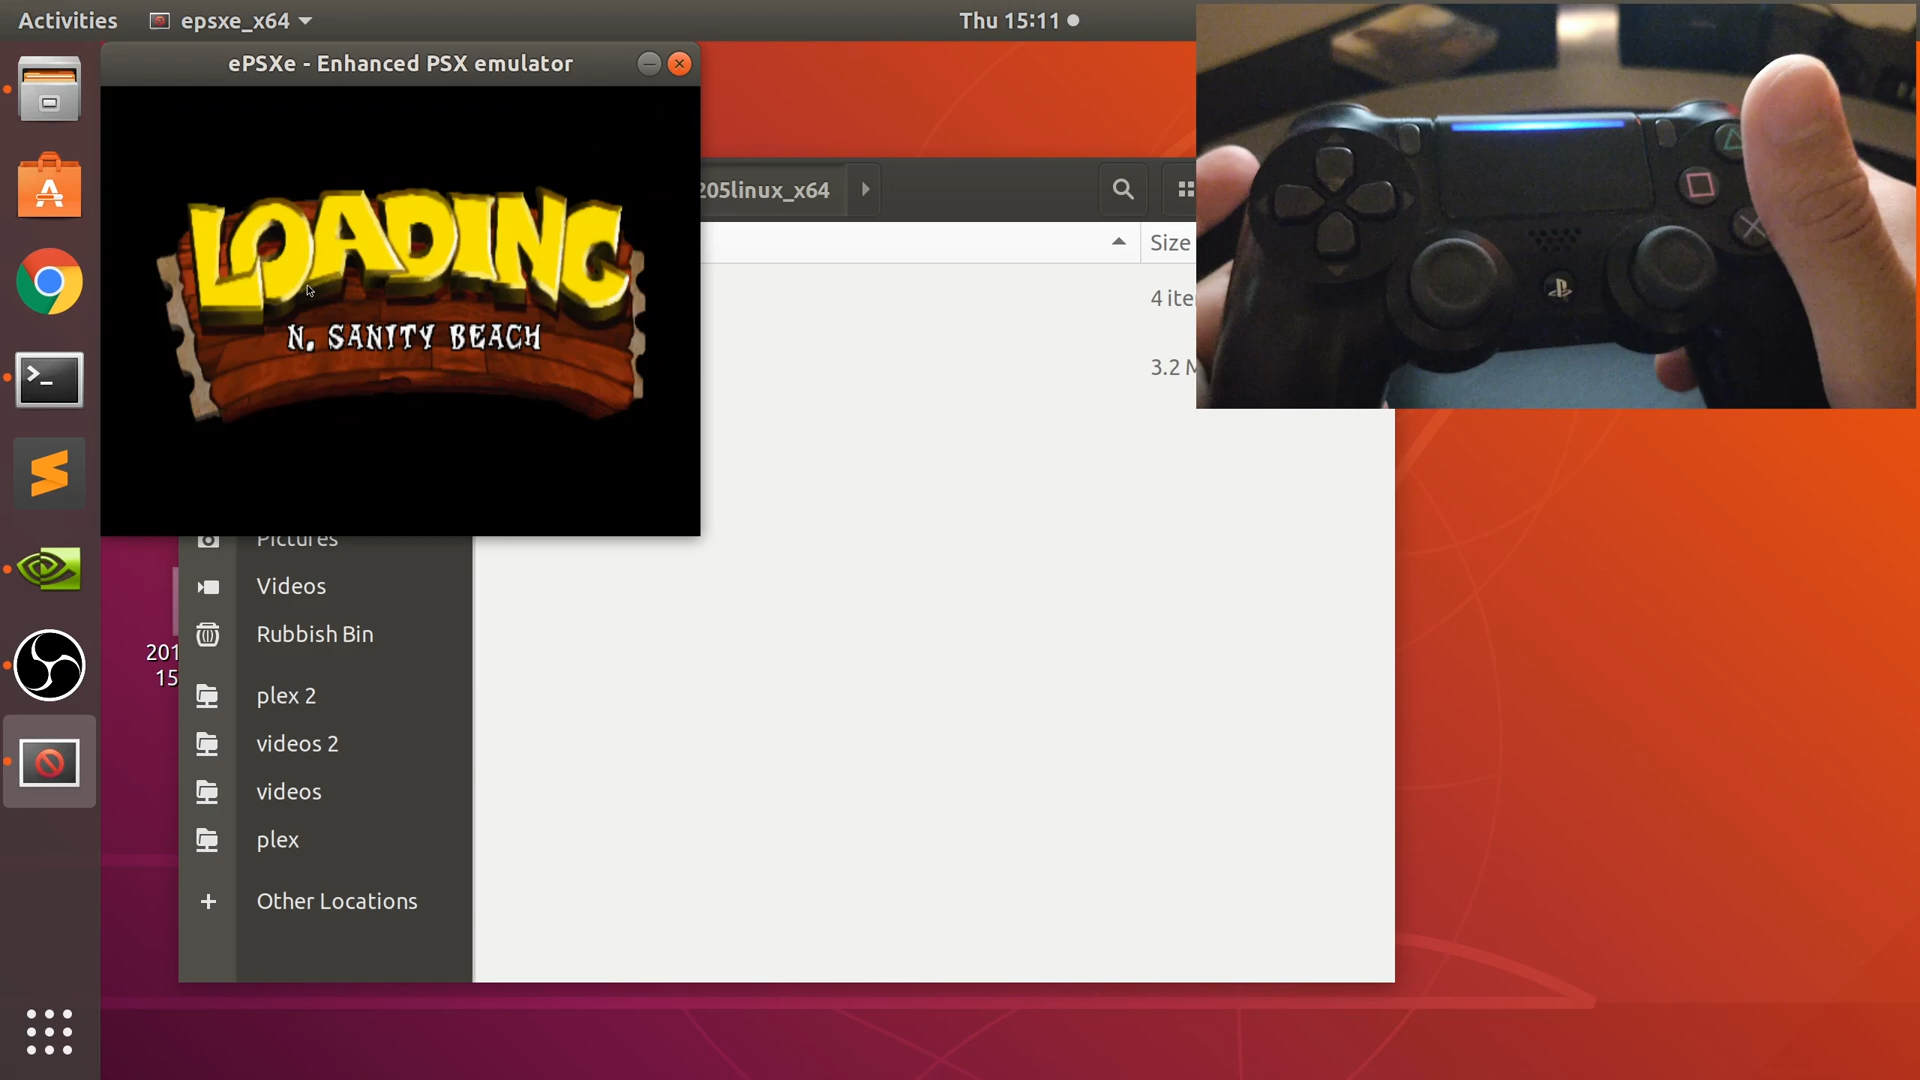 Activities
epsxe_x64
Thu 15:11
ePSXe - Enhanced PSX emulator
LOADING
N. SANITY BEACH
205linux_x64
Size
4 ite
3.2 M
Pictures
Videos
Rubbish Bin
201
15
plex 2
videos 2
videos
plex
Other Locations